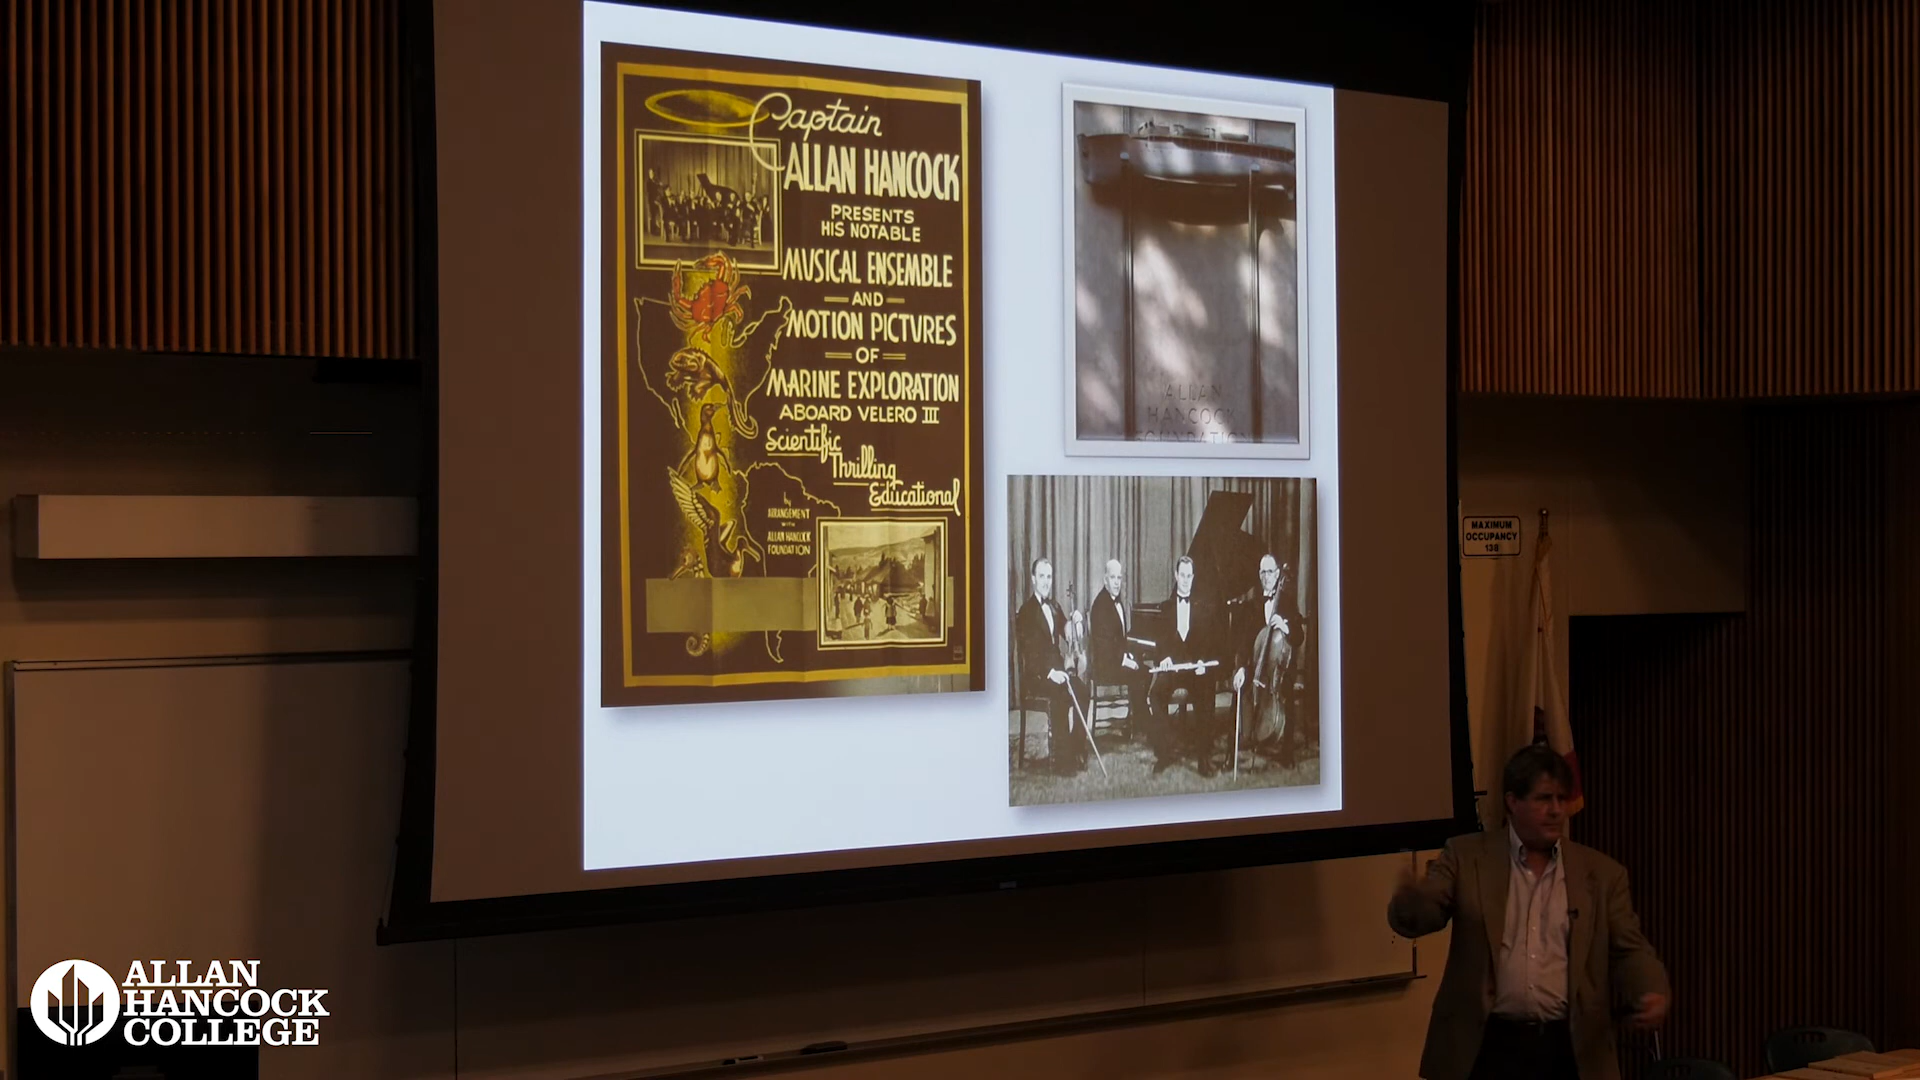 Captain
ALLAN HANCOCK
PRESENTS
HIS NOTABLE
MUSICAL ENSEMBLE
AND
MOTION PICTURES
OF
MARINE EXPLORATION
ABOARD VELERO III
Scientific
Thrilling
Educational
by
ARRANGEMENT
WITH
ALLAN HANCOCK
FOUNDATION
ALLAN
HANCOCK
FOUNDATION
MAXIMUM
OCCUPANCY
138
ALLAN
HANCOCK
COLLEGE